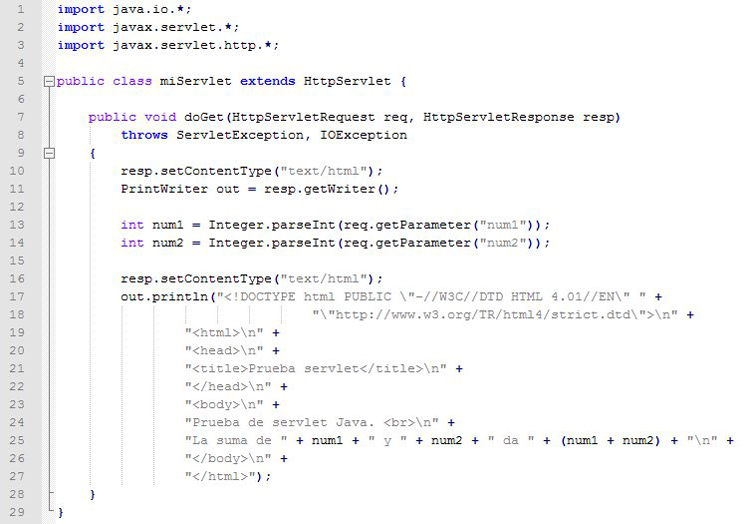 1 import java.io.*;
2 import javax.servlet.*;
3 import javax.servlet.http.*;
4
5 public class miServlet extends HttpServlet {
6
7 public void doGet(HttpServletRequest req, HttpServletResponse resp)
8 throws ServletException, IOException
9 {
10 resp.setContentType("text/html");
11 PrintWriter out = resp.getWriter();
12
13 int num1 = Integer.parseInt(req.getParameter("num1"));
14 int num2 = Integer.parseInt(req.getParameter("num2"));
15
16 resp.setContentType("text/html");
17 out.println("<!DOCTYPE html PUBLIC \"-//W3C//DTD HTML 4.01//EN\" " +
18 "\"http://www.w3.org/TR/html4/strict.dtd\">\n" +
19 "<html>\n" +
20 "<head>\n" +
21 "<title>Prueba servlet</title>\n" +
22 "</head>\n" +
23 "<body>\n" +
24 "Prueba de servlet Java. <br>\n" +
25 "La suma de " + num1 + " y " + num2 + " da " + (num1 + num2) + "\n" +
26 "</body>\n" +
27 "</html>");
28 }
29 }